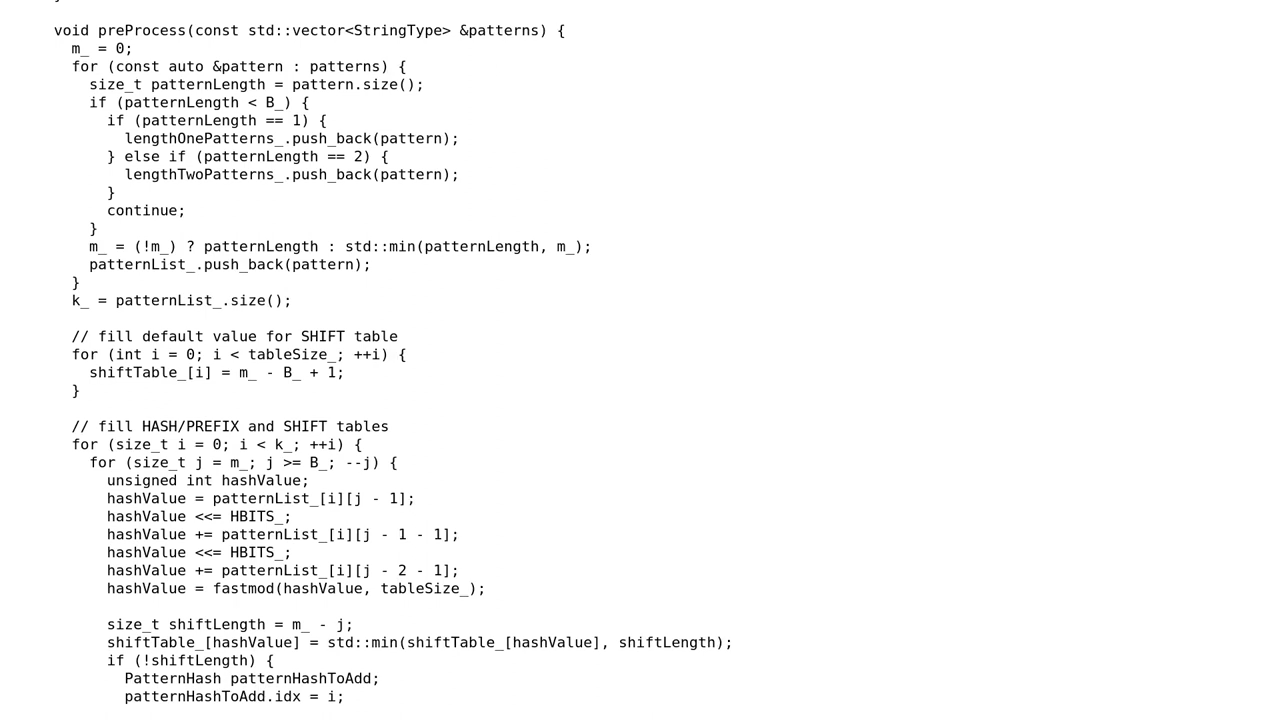 void preProcess(const std::vector<StringType> &patterns) {
m_ = 0;
for (const auto &pattern : patterns) {
size_t patternLength = pattern.size();
if (patternLength < B_) {
if (patternLength == 1) {
lengthOnePatterns_.push_back(pattern);
} else if (patternLength == 2) {
lengthTwoPatterns_.push_back(pattern);
}
continue;
}
m_ = (!m_) ? patternLength : std::min(patternLength, m_);
patternList_.push_back(pattern);
}
k_ = patternList_.size();
// fill default value for SHIFT table
for (int i = 0; i < tableSize_; ++i) {
shiftTable_[i] = m_ - B_ + 1;
}
// fill HASH/PREFIX and SHIFT tables
for (size_t i = 0; i < k_; ++i) {
for (size_t j = m_; j >= B_; --j) {
unsigned int hashValue;
hashValue = patternList_[i][j - 1];
hashValue <<= HBITS_;
hashValue += patternList_[i][j - 1 - 1];
hashValue <<= HBITS_;
hashValue += patternList_[i][j - 2 - 1];
hashValue = fastmod(hashValue, tableSize_);
size_t shiftLength = m_ - j;
shiftTable_[hashValue] = std::min(shiftTable_[hashValue], shiftLength);
if (!shiftLength) {
PatternHash patternHashToAdd;
patternHashToAdd.idx = i;